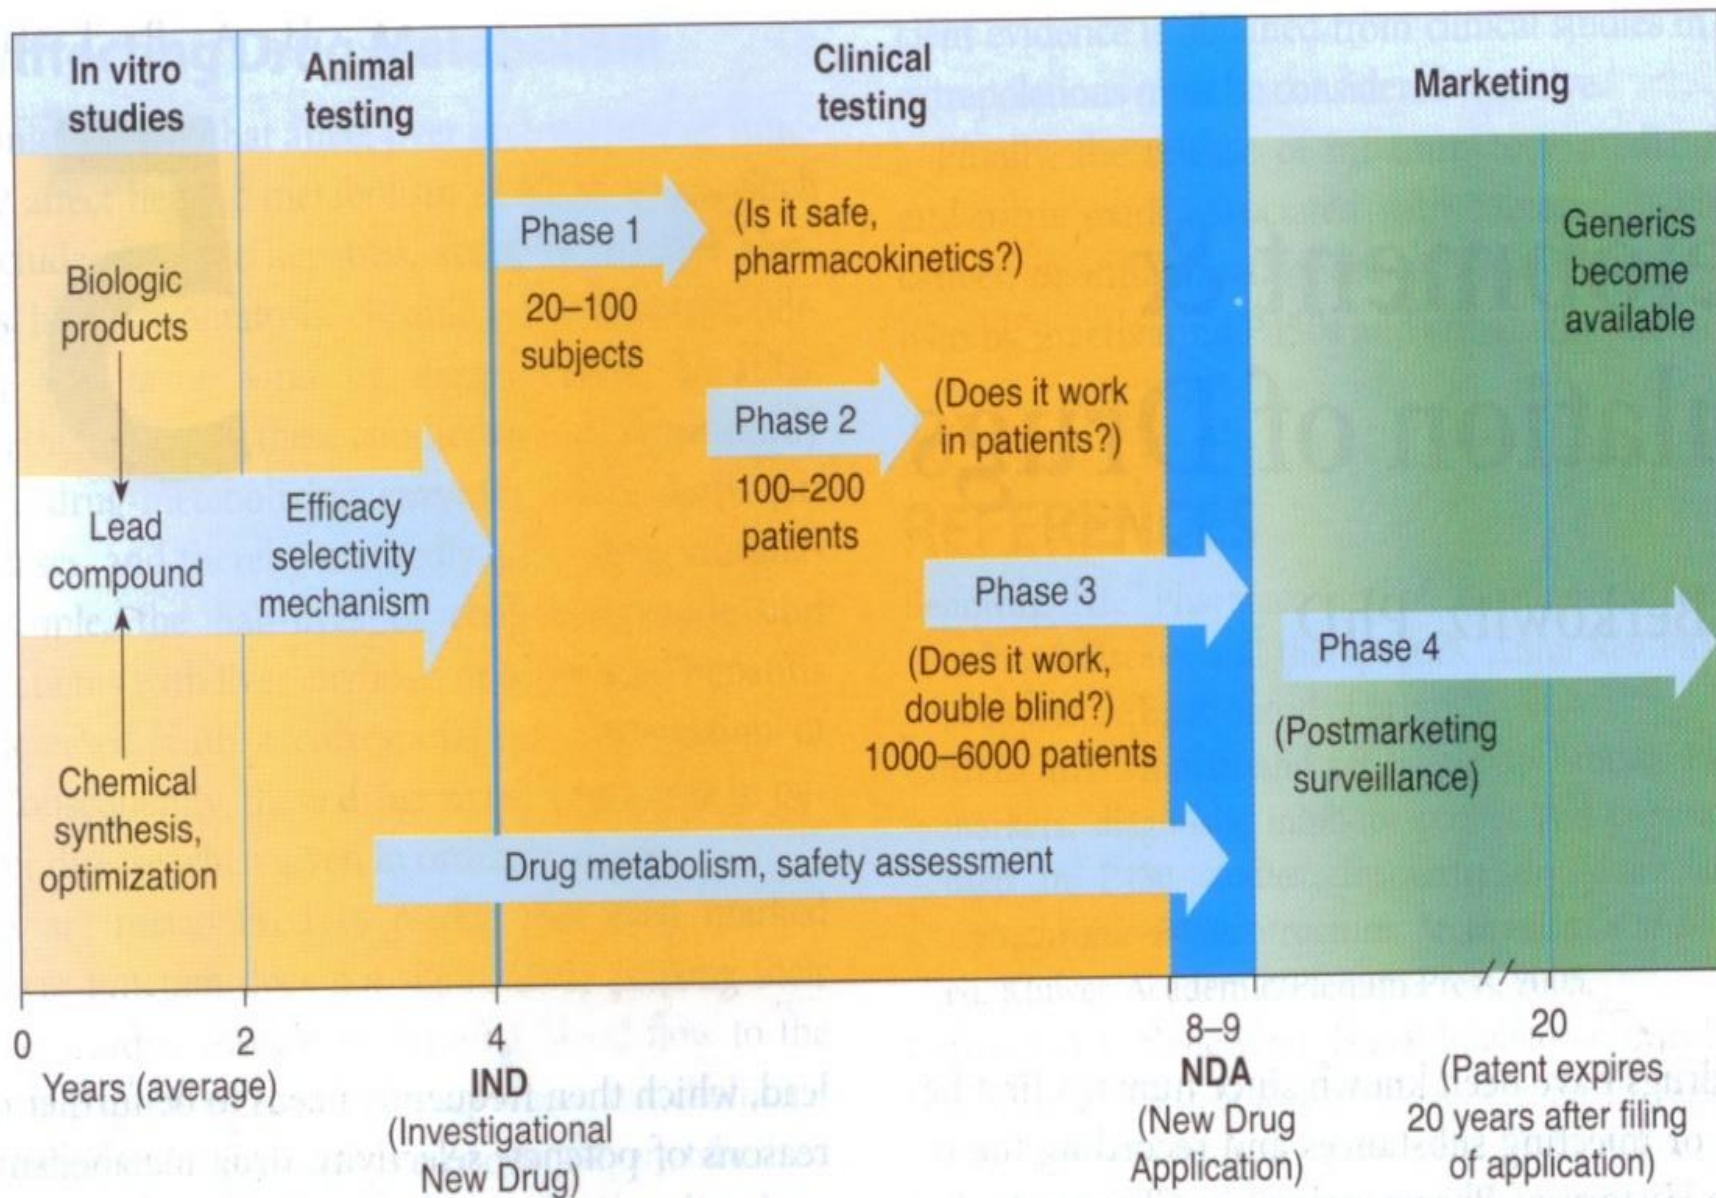 In vitro
studies
Animal
testing
Clinical
testing
Marketing
Biologic
products
Lead
compound
Chemical
synthesis,
optimization
Efficacy
selectivity
mechanism
Phase 1
20–100
subjects
(Is it safe,
pharmacokinetics?)
Phase 2
100–200
patients
(Does it work
in patients?)
Phase 3
(Does it work,
double blind?)
1000–6000 patients
Drug metabolism, safety assessment
Phase 4
(Postmarketing
surveillance)
Generics
become
available
0
2
4
8–9
20
Years (average)
IND
(Investigational
New Drug)
NDA
(New Drug
Application)
(Patent expires
20 years after filing
of application)